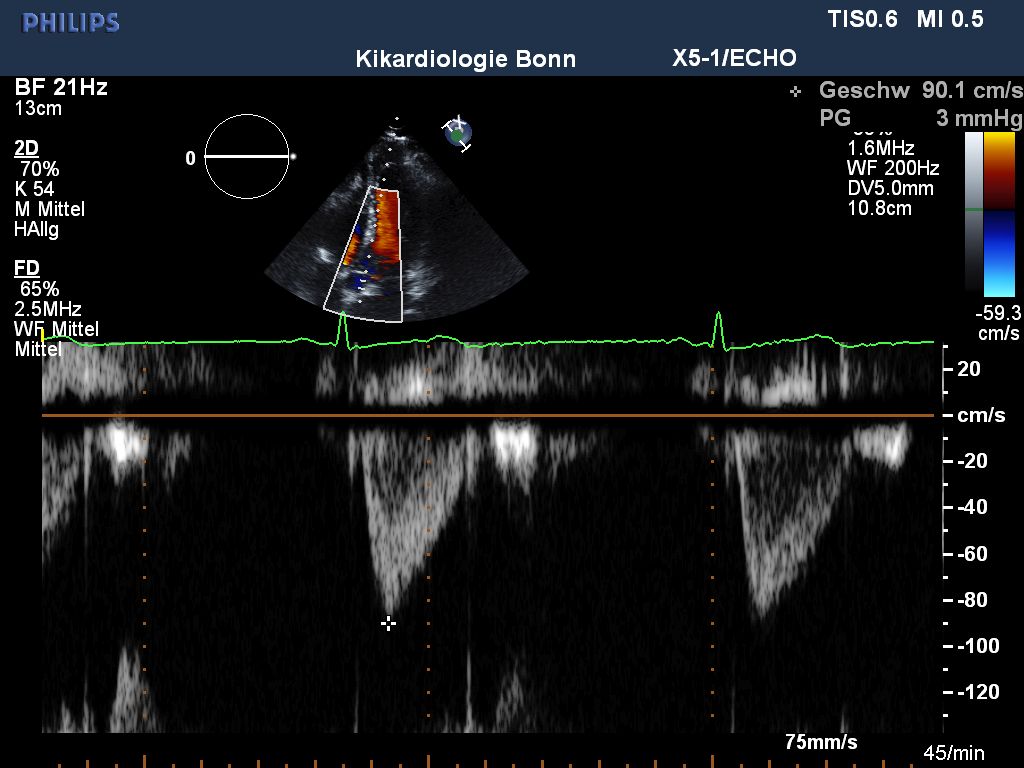 PHILIPS
TIS0.6 MI 0.5
Kikardiologie Bonn
X5-1/ECHO
BF 21Hz
13cm
2D
70%
K 54
M Mittel
HAllg
FD
65%
2.5MHz
WF Mittel
Mittel
0
Geschw 90.1 cm/s
PG 3 mmHg
1.6MHz
WF 200Hz
DV5.0mm
10.8cm
-59.3
cm/s
20
cm/s
-20
-40
-60
-80
-100
-120
75mm/s
45/min